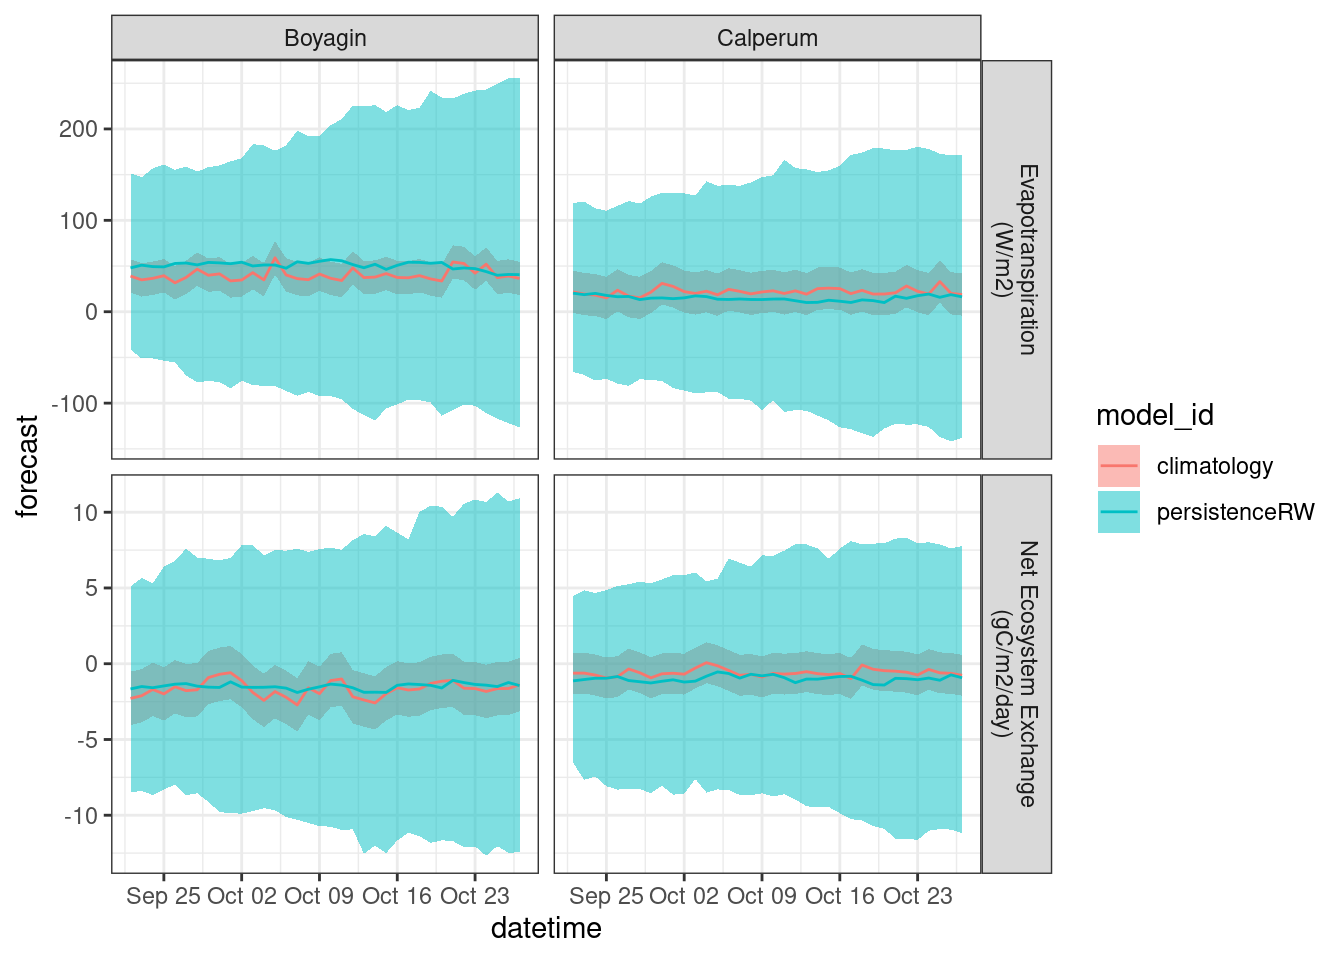 Boyagin
Calperum
200
100
0
-100
Evapotranspiration
(W/m2)
forecast
10
5
0
-5
-10
Net Ecosystem Exchange
(gC/m2/day)
Sep 25 Oct 02 Oct 09 Oct 16 Oct 23
Sep 25 Oct 02 Oct 09 Oct 16 Oct 23
datetime
model_id
climatology
persistenceRW